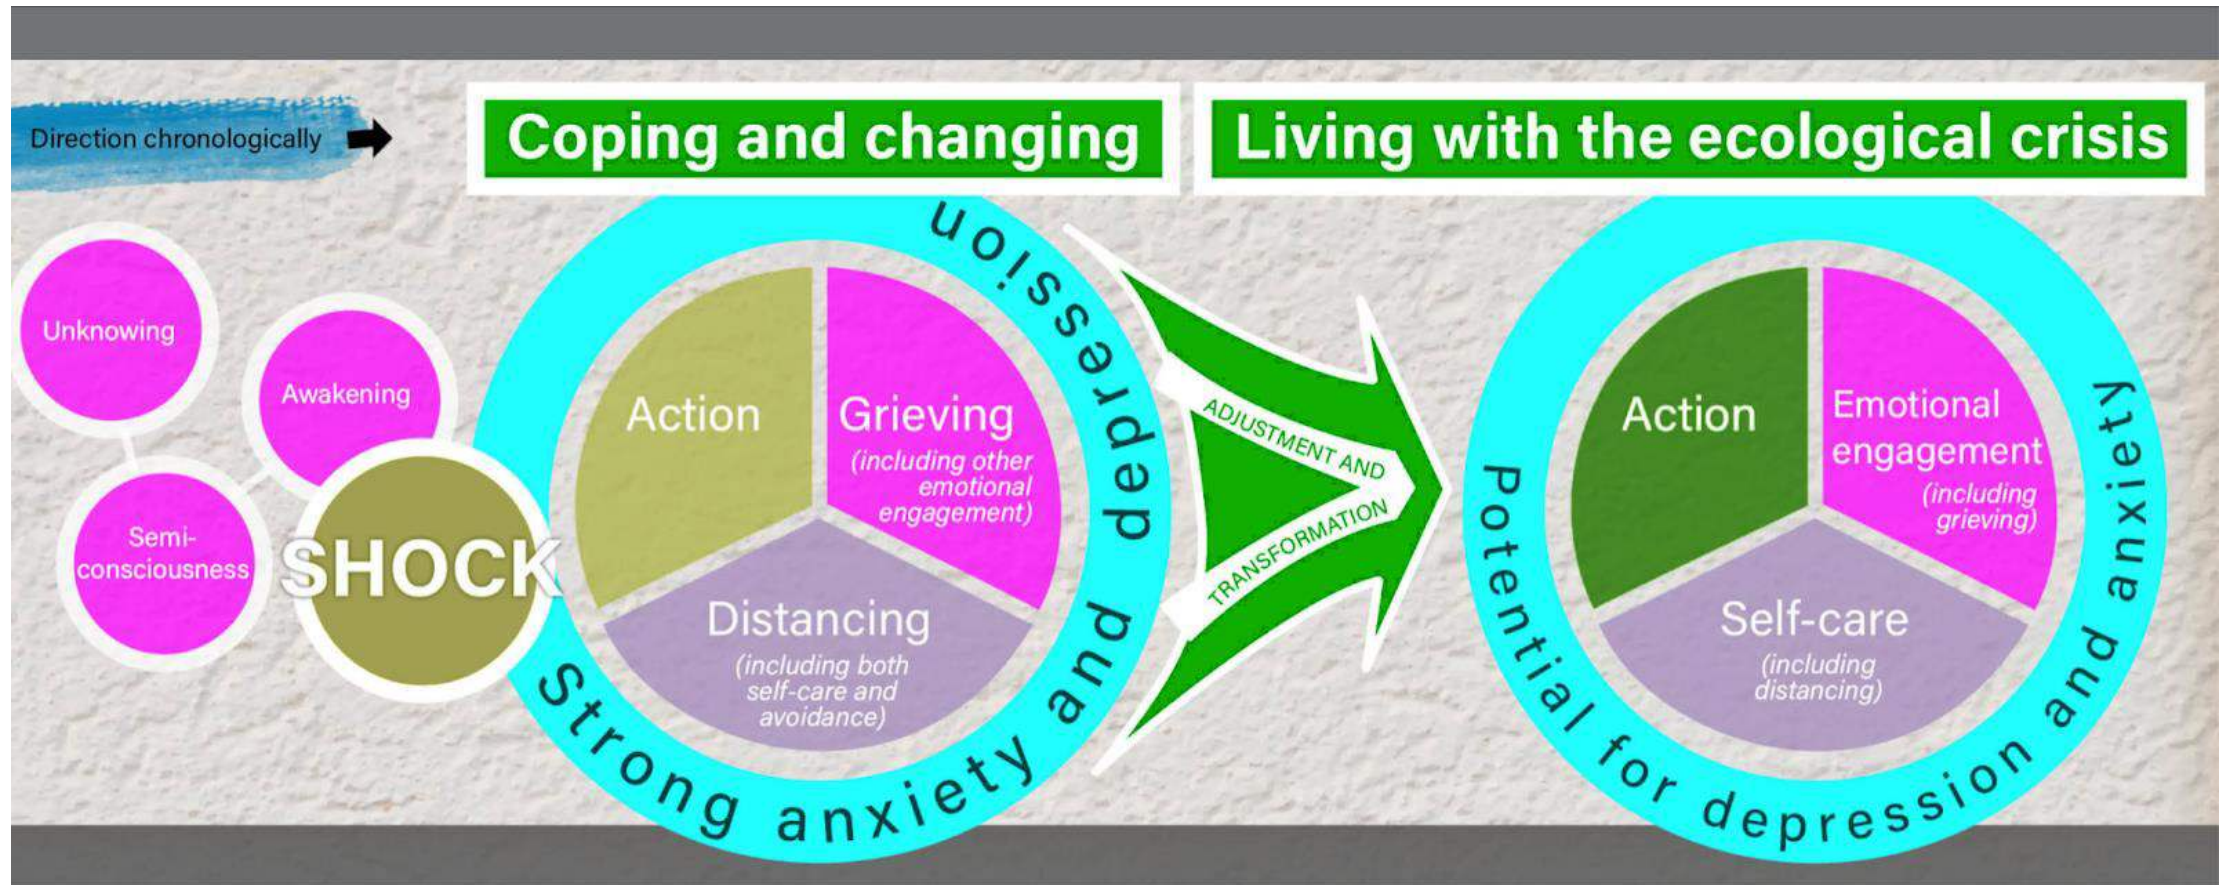 Direction chronologically
Coping and changing
Living with the ecological crisis
Unknowing
Semi-
consciousness
Awakening
SHOCK
Action
Grieving
(including other
emotional
engagement)
Distancing
(including both
self-care and
avoidance)
Strong anxiety and depression
ADJUSTMENT AND
TRANSFORMATION
Action
Emotional
engagement
(including
grieving)
Self-care
(including
distancing)
Potential for depression and anxiety